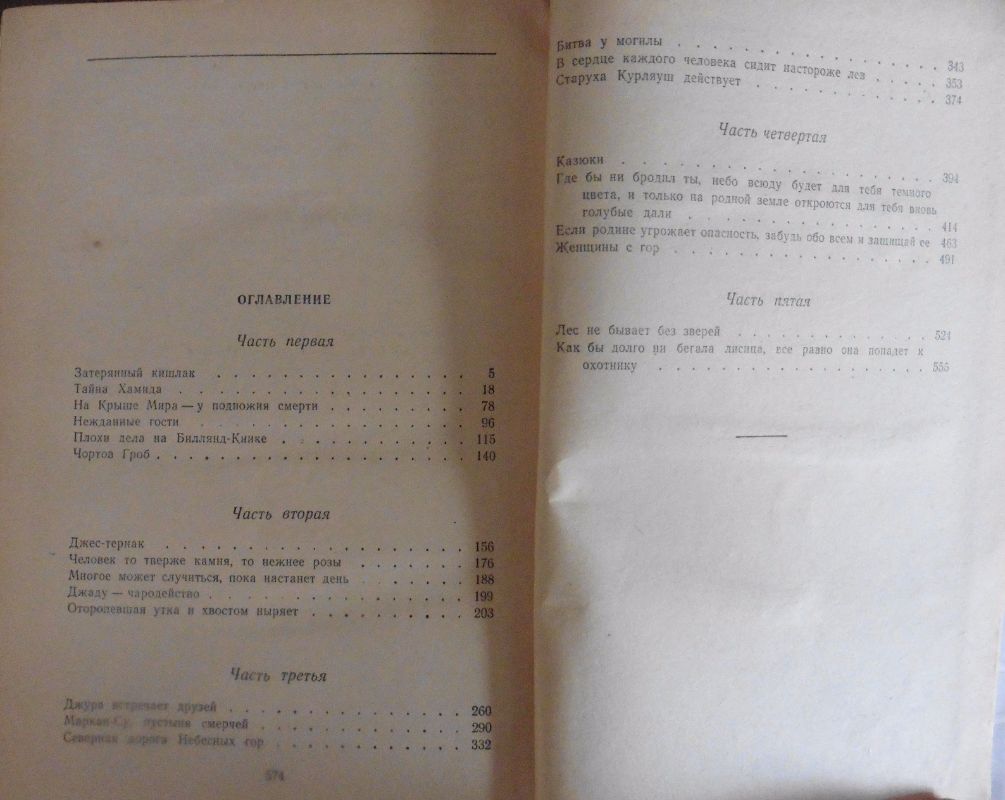 ОГЛАВЛЕНИЕ
Часть первая
Затерянный кишлак . . . . . . . . . . . . . . . . 5
Тайна Хамида . . . . . . . . . . . . . . . . . . 18
На Крыше Мира — у подножия смерти . . . . . . . . 78
Нежданные гости . . . . . . . . . . . . . . . . . 96
Плохи дела на Биллянд-Киике . . . . . . . . . . . 115
Чортов Гроб . . . . . . . . . . . . . . . . . . . 140
Часть вторая
Джес-тернак . . . . . . . . . . . . . . . . . . . 156
Человек то тверже камня, то нежнее розы . . . . . . 176
Многое может случиться, пока настанет день . . . . . 188
Джаду — чародейство . . . . . . . . . . . . . . . 199
Оторопевшая утка и хвостом ныряет . . . . . . . . . 203
Часть третья
Джура встречает друзей . . . . . . . . . . . . . . 260
Маркан-Су, пустыня смерчей . . . . . . . . . . . . 290
Северная дорога Небесных гор . . . . . . . . . . . 332
574
Битва у могилы . . . . . . . . . . . . . . . . . 343
В сердце каждого человека сидит настороже лев . . . . 353
Старуха Курляуш действует . . . . . . . . . . . . 374
Часть четвертая
Казюки . . . . . . . . . . . . . . . . . . . . . 394
Где бы ни бродил ты, небо всюду будет для тебя темного
цвета, и только на родной земле откроются для тебя вновь
голубые дали . . . . . . . . . . . . . . . . . . 414
Если родине угрожает опасность, забудь обо всем и защищай ее 463
Женщины с гор . . . . . . . . . . . . . . . . . . 491
Часть пятая
Лес не бывает без зверей . . . . . . . . . . . . . 524
Как бы долго ни бегала лисица, все равно она попадет к
охотнику . . . . . . . . . . . . . . . . . . . . 555